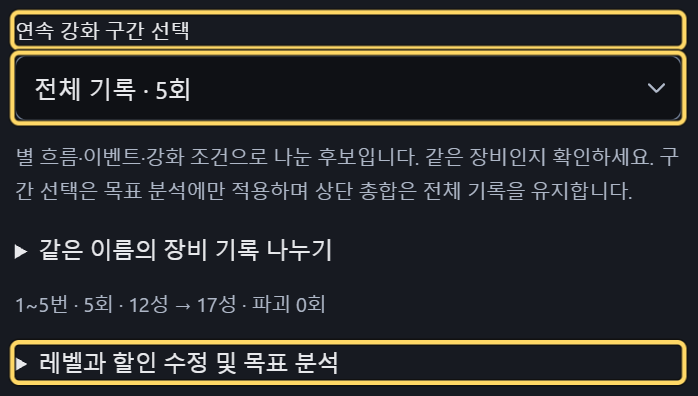 연속 강화 구간 선택
전체 기록 · 5회
별 흐름·이벤트·강화 조건으로 나눈 후보입니다. 같은 장비인지 확인하세요. 구
간 선택은 목표 분석에만 적용하며 상단 총합은 전체 기록을 유지합니다.
▶ 같은 이름의 장비 기록 나누기
1~5번 · 5회 · 12성 → 17성 · 파괴 0회
▶ 레벨과 할인 수정 및 목표 분석